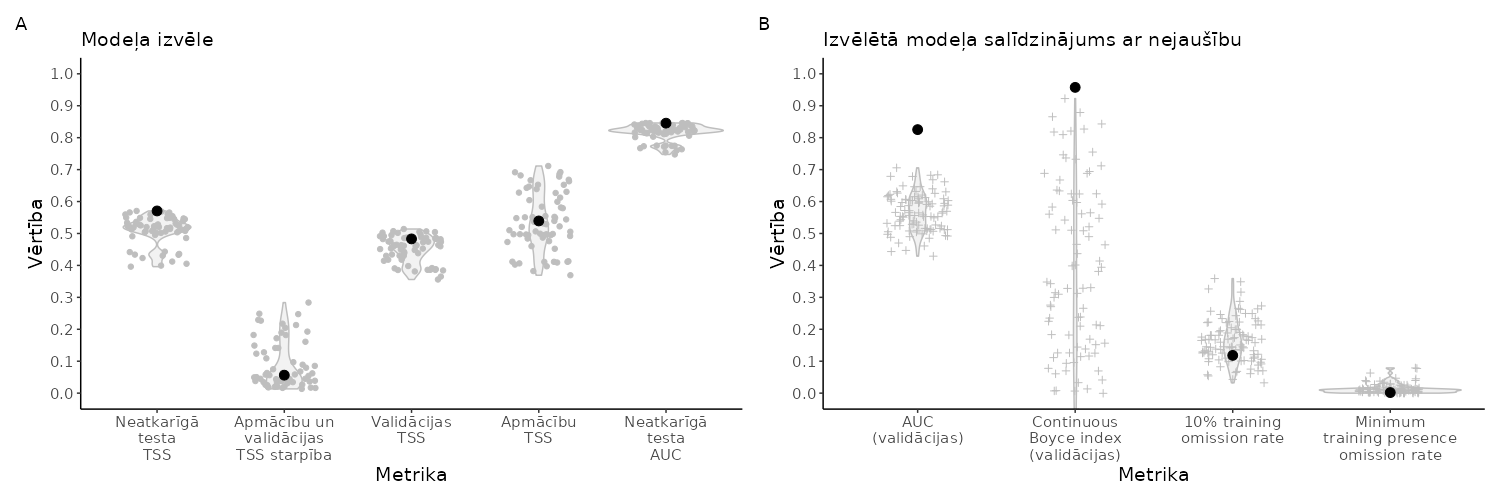 A
Modeļa izvēle
Vērtība
1.0
0.9
0.8
0.7
0.6
0.5
0.4
0.3
0.2
0.1
0.0
Neatkarīgā
testa
TSS
Apmācību un
validācijas
TSS starpība
Validācijas
TSS
Apmācību
TSS
Neatkarīgā
testa
AUC
Metrika
B
Izvēlētā modeļa salīdzinājums ar nejaušību
Vērtība
1.0
0.9
0.8
0.7
0.6
0.5
0.4
0.3
0.2
0.1
0.0
AUC
(validācijas)
Continuous
Boyce index
(validācijas)
10% training
omission rate
Minimum
training presence
omission rate
Metrika